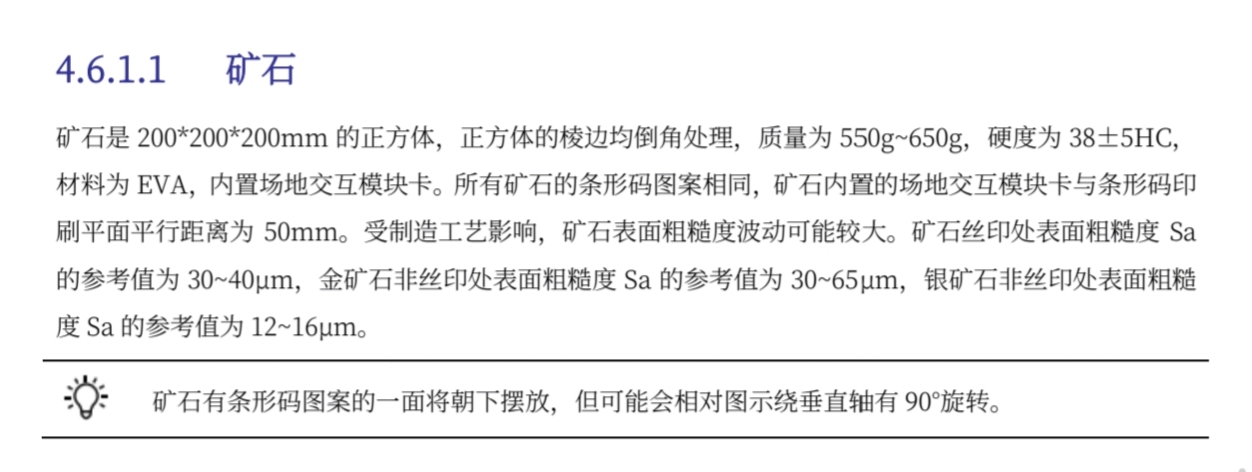 4.6.1.1 矿石
矿石是 200*200*200mm 的正方体，正方体的棱边均倒角处理，质量为 550g~650g，硬度为 38±5HC，
材料为 EVA，内置场地交互模块卡。所有矿石的条形码图案相同，矿石内置的场地交互模块卡与条形码印
刷平面平行距离为 50mm。受制造工艺影响，矿石表面粗糙度波动可能较大。矿石丝印处表面粗糙度 Sa
的参考值为 30~40μm，金矿石非丝印处表面粗糙度 Sa 的参考值为 30~65μm，银矿石非丝印处表面粗糙
度 Sa 的参考值为 12~16μm。
矿石有条形码图案的一面将朝下摆放，但可能会相对图示绕垂直轴有 90°旋转。